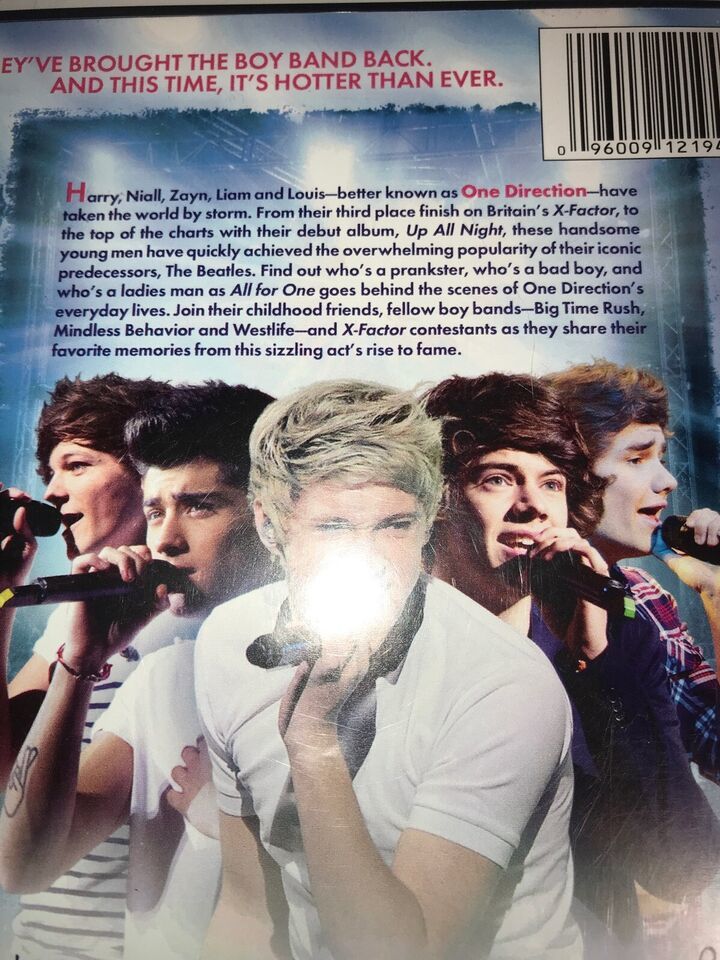 EY'VE BROUGHT THE BOY BAND BACK.
AND THIS TIME, IT'S HOTTER THAN EVER.
0 96009 12194
Harry, Niall, Zayn, Liam and Louis—better known as One Direction—have
taken the world by storm. From their third place finish on Britain's X-Factor, to
the top of the charts with their debut album, Up All Night, these handsome
young men have quickly achieved the overwhelming popularity of their iconic
predecessors, The Beatles. Find out who's a prankster, who's a bad boy, and
who's a ladies man as All for One goes behind the scenes of One Direction's
everyday lives. Join their childhood friends, fellow boy bands—Big Time Rush,
Mindless Behavior and Westlife—and X-Factor contestants as they share their
favorite memories from this sizzling act's rise to fame.